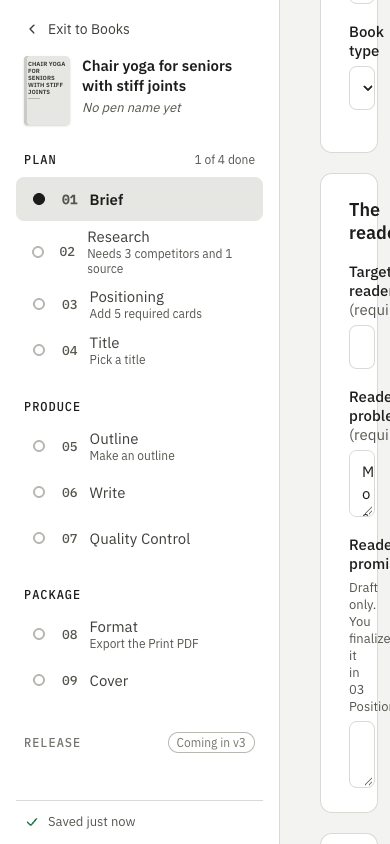 Exit to Books
CHAIR YOGA
FOR
SENIORS
WITH STIFF
JOINTS
Chair yoga for seniors
with stiff joints
No pen name yet
PLAN
1 of 4 done
01 Brief
02 Research
Needs 3 competitors and 1
source
03 Positioning
Add 5 required cards
04 Title
Pick a title
PRODUCE
05 Outline
Make an outline
06 Write
07 Quality Control
PACKAGE
08 Format
Export the Print PDF
09 Cover
RELEASE
Coming in v3
Saved just now
Book
type
The
reade
Target
reader
(requi
Reade
proble
(requi
M
o
Reade
promi
Draft
only.
You
finalize
it
in
03
Position